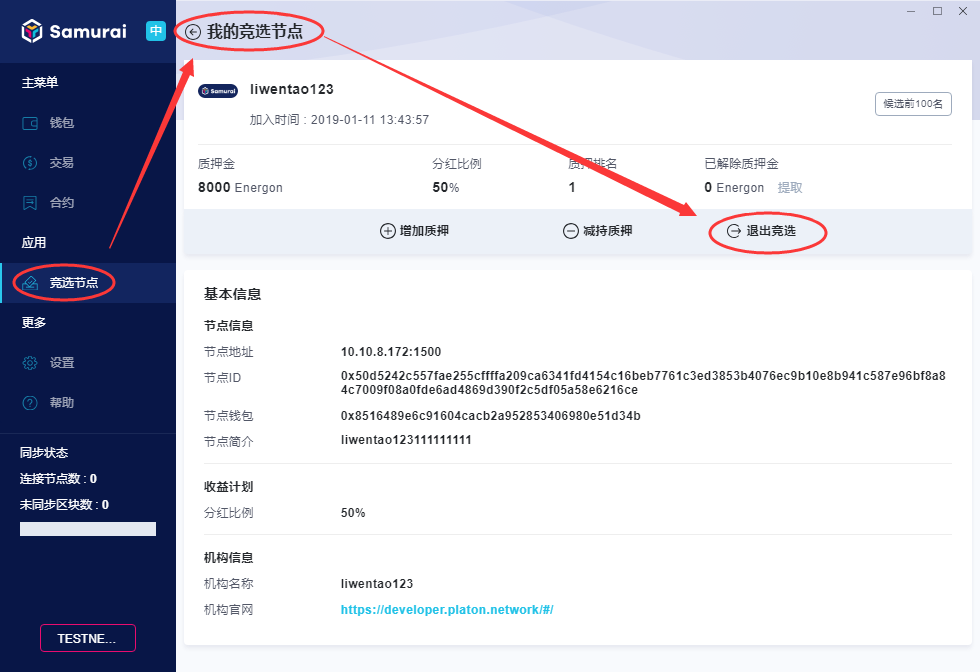 Samurai 中
主菜单
钱包
交易
合约
应用
竞选节点
更多
设置
帮助
同步状态
连接节点数 : 0
未同步区块数 : 0
TESTNE...
我的竞选节点
Samurai
liwentao123
加入时间 : 2019-01-11 13:43:57
候选前100名
质押金 分红比例 质押排名 已解除质押金
8000 Energon 50% 1 0 Energon 提取
增加质押 减持质押 退出竞选
基本信息
节点信息
节点地址 10.10.8.172:1500
节点ID 0x50d5242c557fae255cffffa209ca6341fd4154c16beb7761c3ed3853b4076ec9b10e8b941c587e96bf8a8
4c7009f08a0fde6ad4869d390f2c5df05a58e6216ce
节点钱包 0x8516489e6c91604cacb2a952853406980e51d34b
节点简介 liwentao123111111111
收益计划
分红比例 50%
机构信息
机构名称 liwentao123
机构官网 https://developer.platon.network/#/